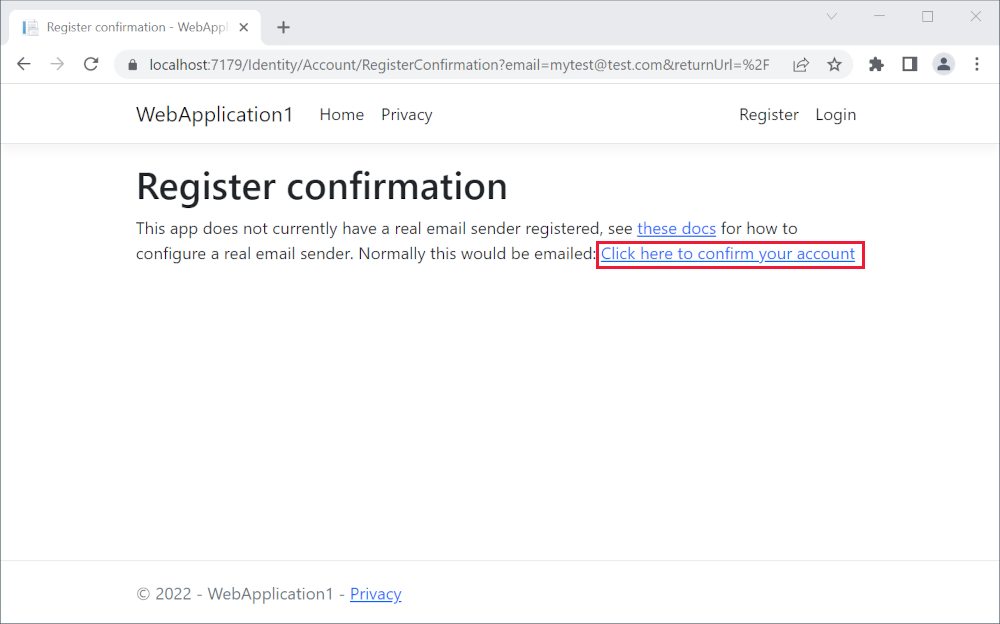 Register confirmation - WebAppl
localhost:7179/Identity/Account/RegisterConfirmation?email=mytest@test.com&returnUrl=%2F
WebApplication1 Home Privacy Register Login
Register confirmation
This app does not currently have a real email sender registered, see these docs for how to
configure a real email sender. Normally this would be emailed: Click here to confirm your account
© 2022 - WebApplication1 - Privacy